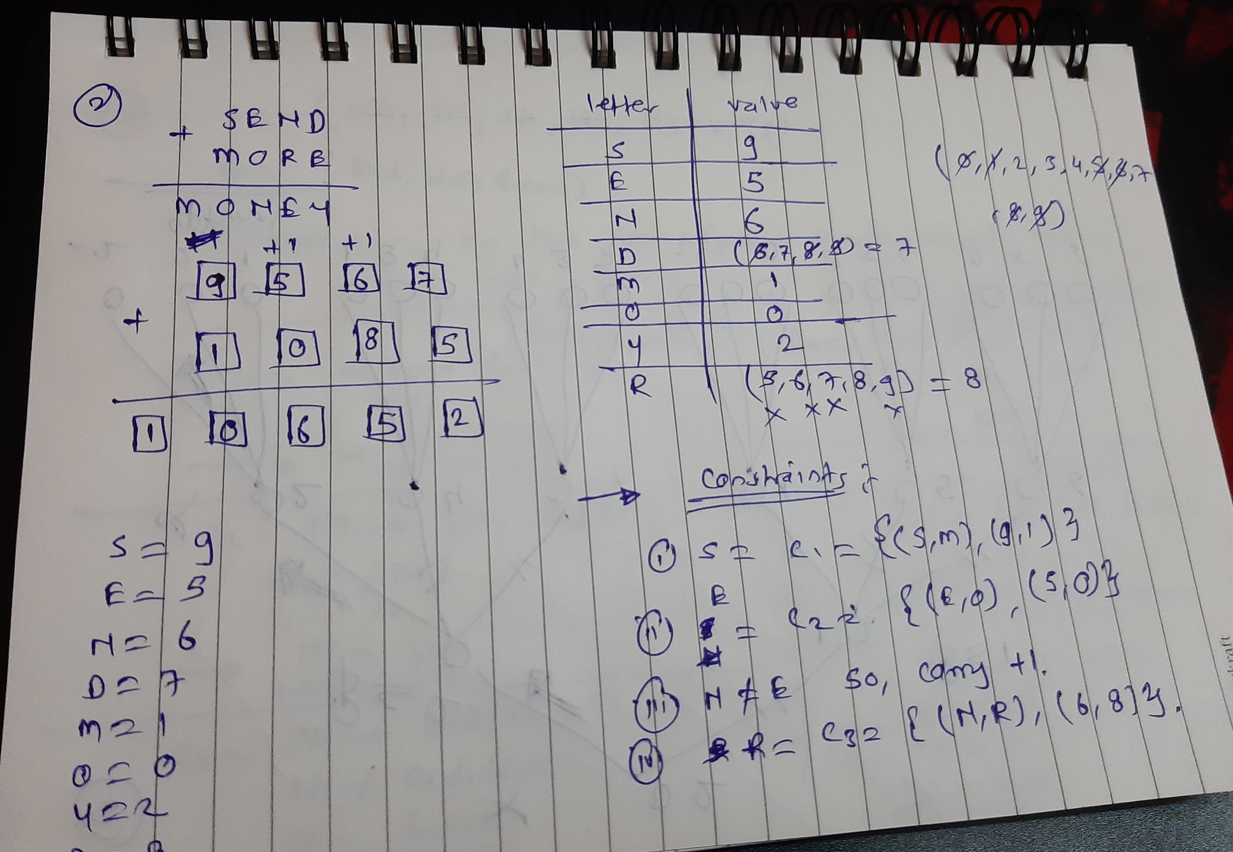 2
SEND
+ MORE
MONEY
+1 +1
9 5 6 7
+
1 0 8 5
1 0 6 5 2
S = 9
E = 5
N = 6
D = 7
M = 1
O = 0
Y = 2
letter value
S 9
E 5
N 6
D (6,7,8,9) = 7
M 1
O 0
Y 2
R (5,6,7,8,9) = 8
x x x x
(0,1,2,3,4,5,6,7
(8,9)
→ Constraints :
(i) S = C1 = {(S,M), (9,1)}
(ii) E = C2 = {(E,O), (5,0)}
(iii) N ≠ E So, carry +1.
(iv) R = C3 = {(N,R), (6,8)}.